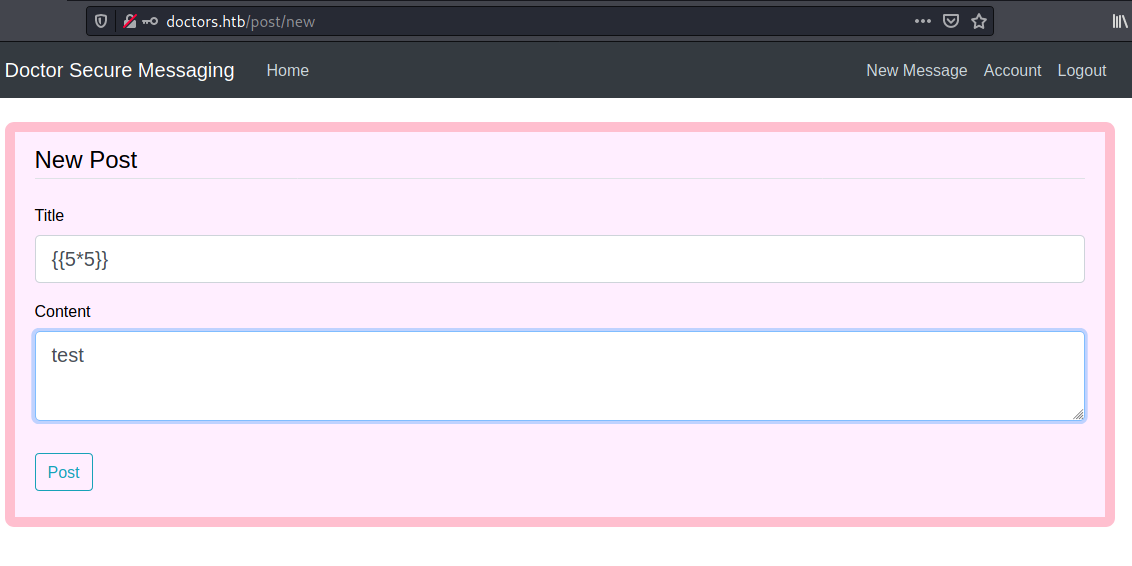 doctors.htb/post/new
Doctor Secure Messaging Home New Message Account Logout
New Post
Title
{{5*5}}
Content
test
Post